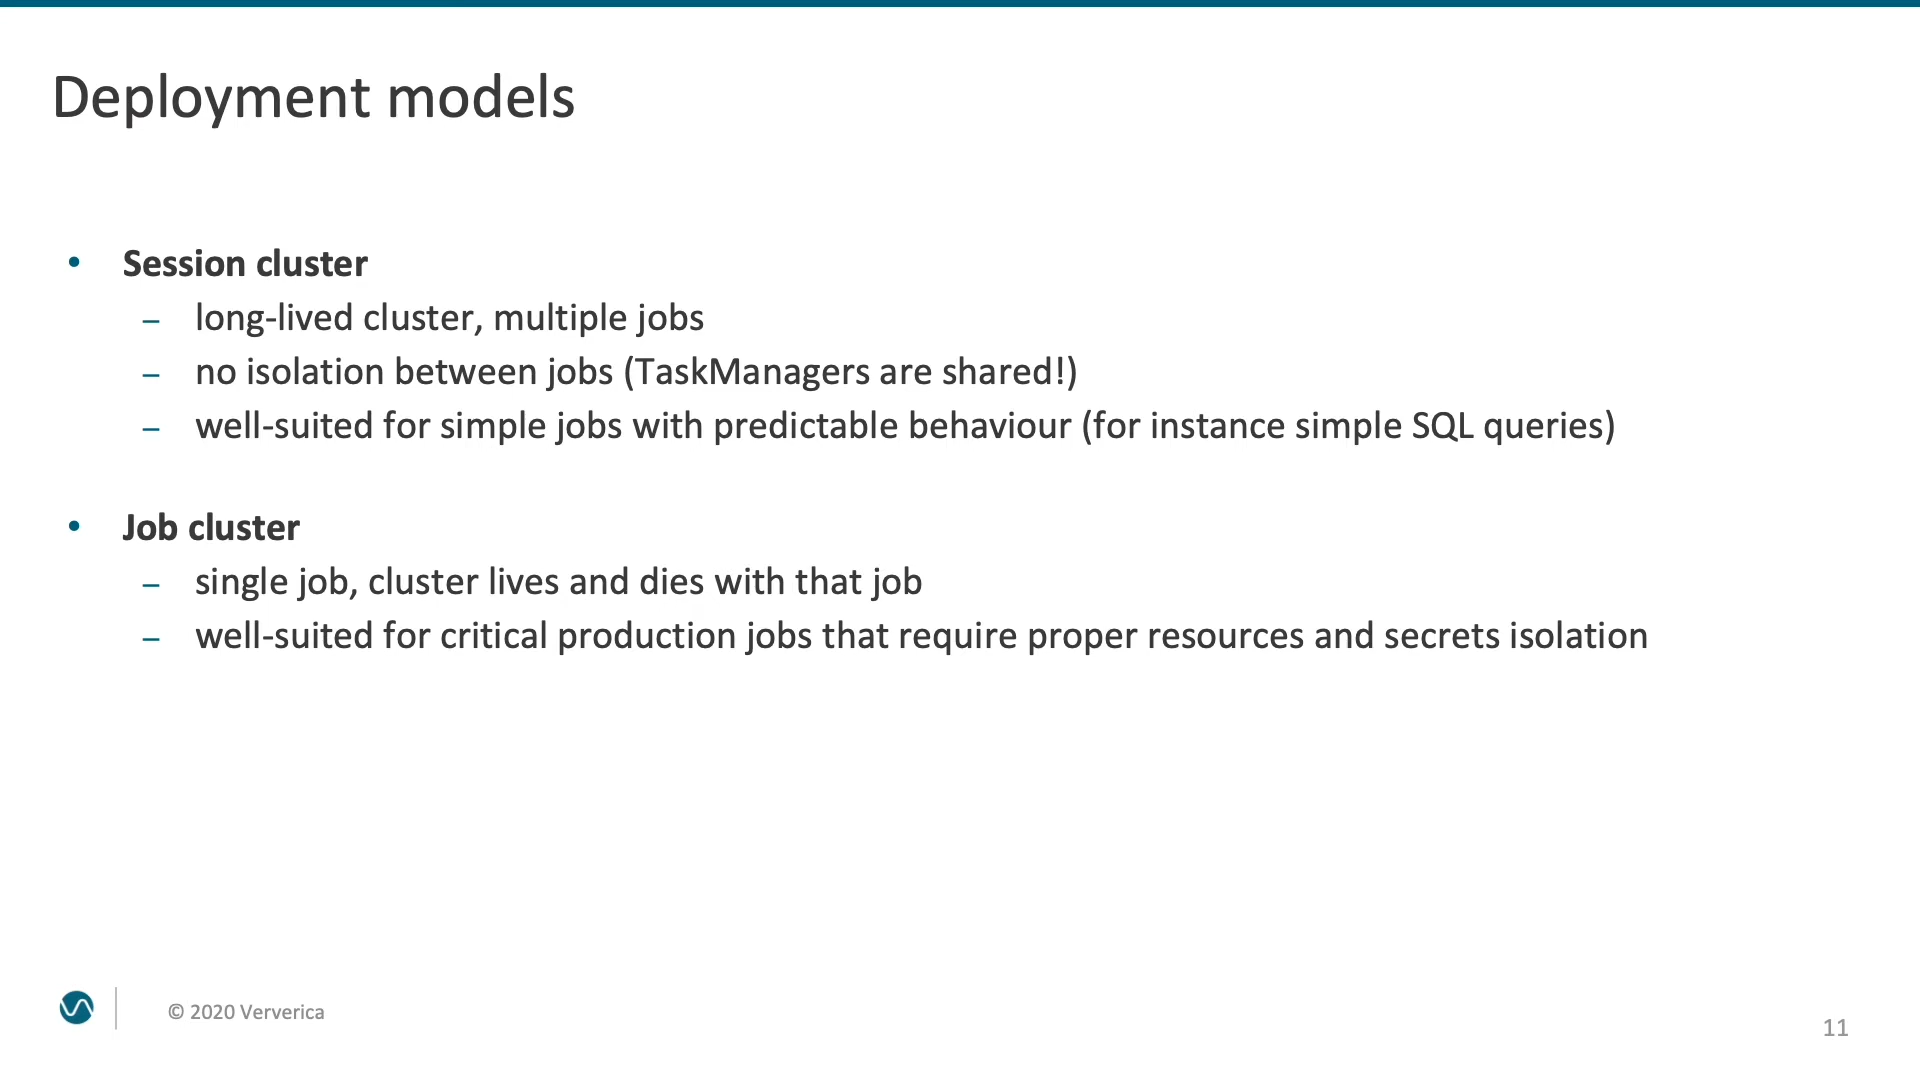 Deployment models
• Session cluster
– long-lived cluster, multiple jobs
– no isolation between jobs (TaskManagers are shared!)
– well-suited for simple jobs with predictable behaviour (for instance simple SQL queries)
• Job cluster
– single job, cluster lives and dies with that job
– well-suited for critical production jobs that require proper resources and secrets isolation
© 2020 Ververica
11